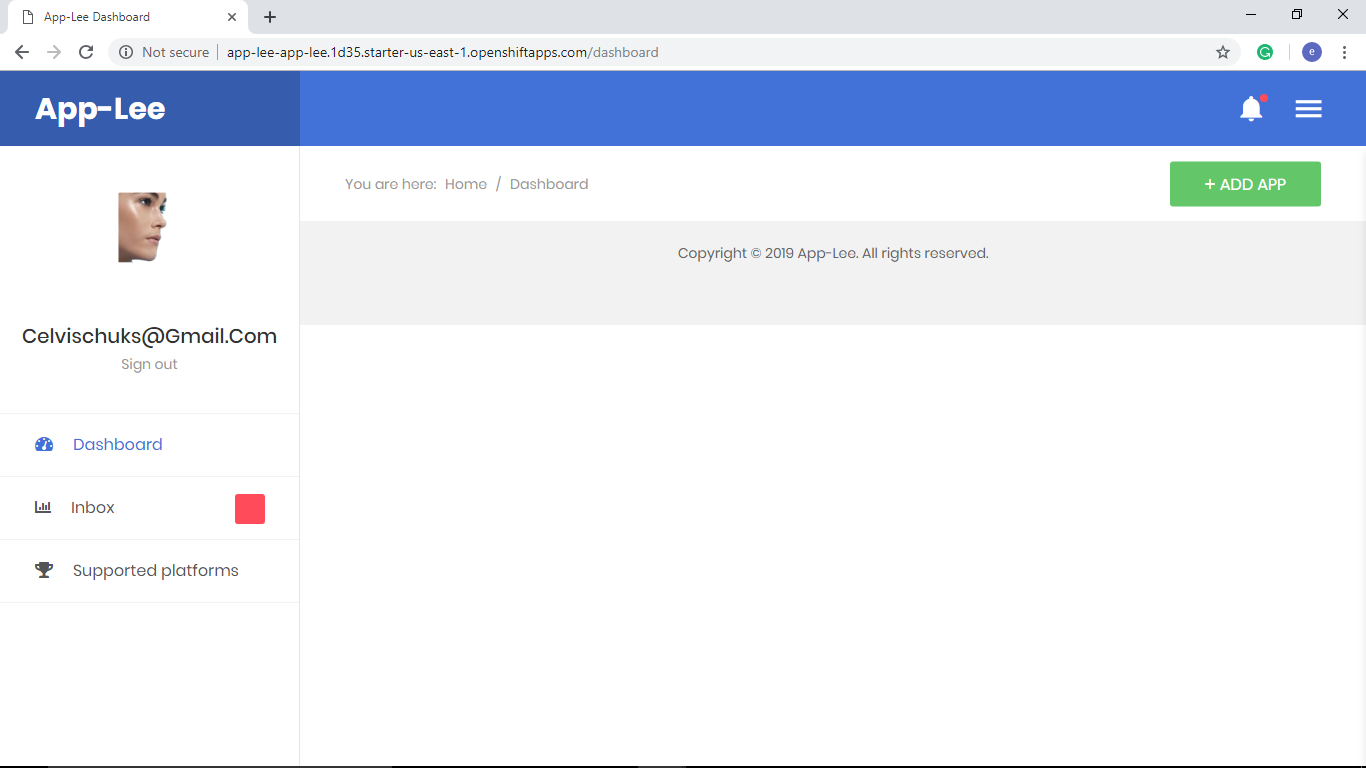 App-Lee Dashboard
Not secure
app-lee-app-lee.1d35.starter-us-east-1.openshiftapps.com/dashboard
e
App-Lee
You are here: Home / Dashboard
+ ADD APP
Copyright © 2019 App-Lee. All rights reserved.
Celvischuks@Gmail.Com
Sign out
Dashboard
Inbox
Supported platforms